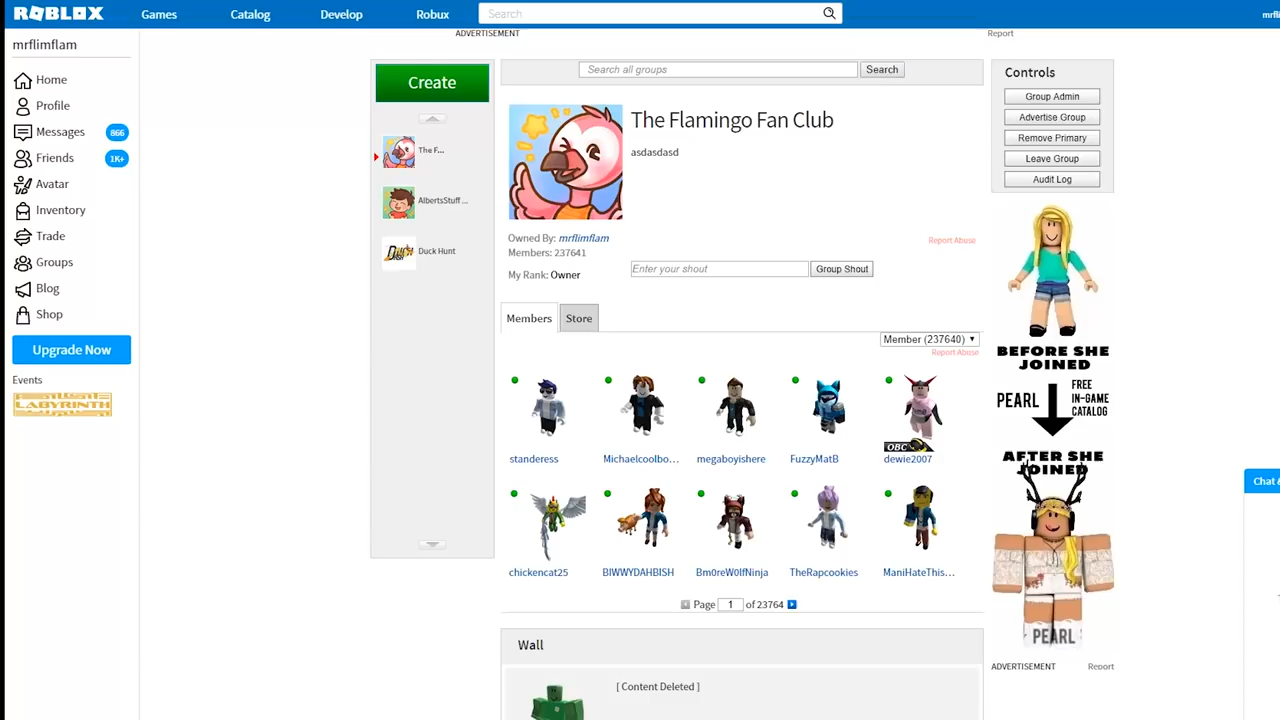 ROBLOX
Games
Catalog
Develop
Robux
Search
mrfli
mrflimflam
Home
Profile
Messages
866
Friends
1K+
Avatar
Inventory
Trade
Groups
Blog
Shop
Upgrade Now
Events
LABYRINTH
ADVERTISEMENT
Report
Create
The F...
AlbertsStuff ...
Duck Hunt
Search all groups
Search
The Flamingo Fan Club
asdasdasd
Owned By: mrflimflam
Members: 237641
My Rank: Owner
Report Abuse
Enter your shout
Group Shout
Members
Store
Member (237640)
Report Abuse
OBC
standeress
Michaelcoolbo...
megaboyishere
FuzzyMatB
dewie2007
chickencat25
BIWWYDAHBISH
Bm0reW0lfNinja
TheRapcookies
ManiHateThis...
Page 1 of 23764
Wall
[ Content Deleted ]
Controls
Group Admin
Advertise Group
Remove Primary
Leave Group
Audit Log
BEFORE SHE
JOINED
PEARL
FREE
IN-GAME
CATALOG
AFTER SHE
JOINED
PEARL
ADVERTISEMENT
Report
Chat &